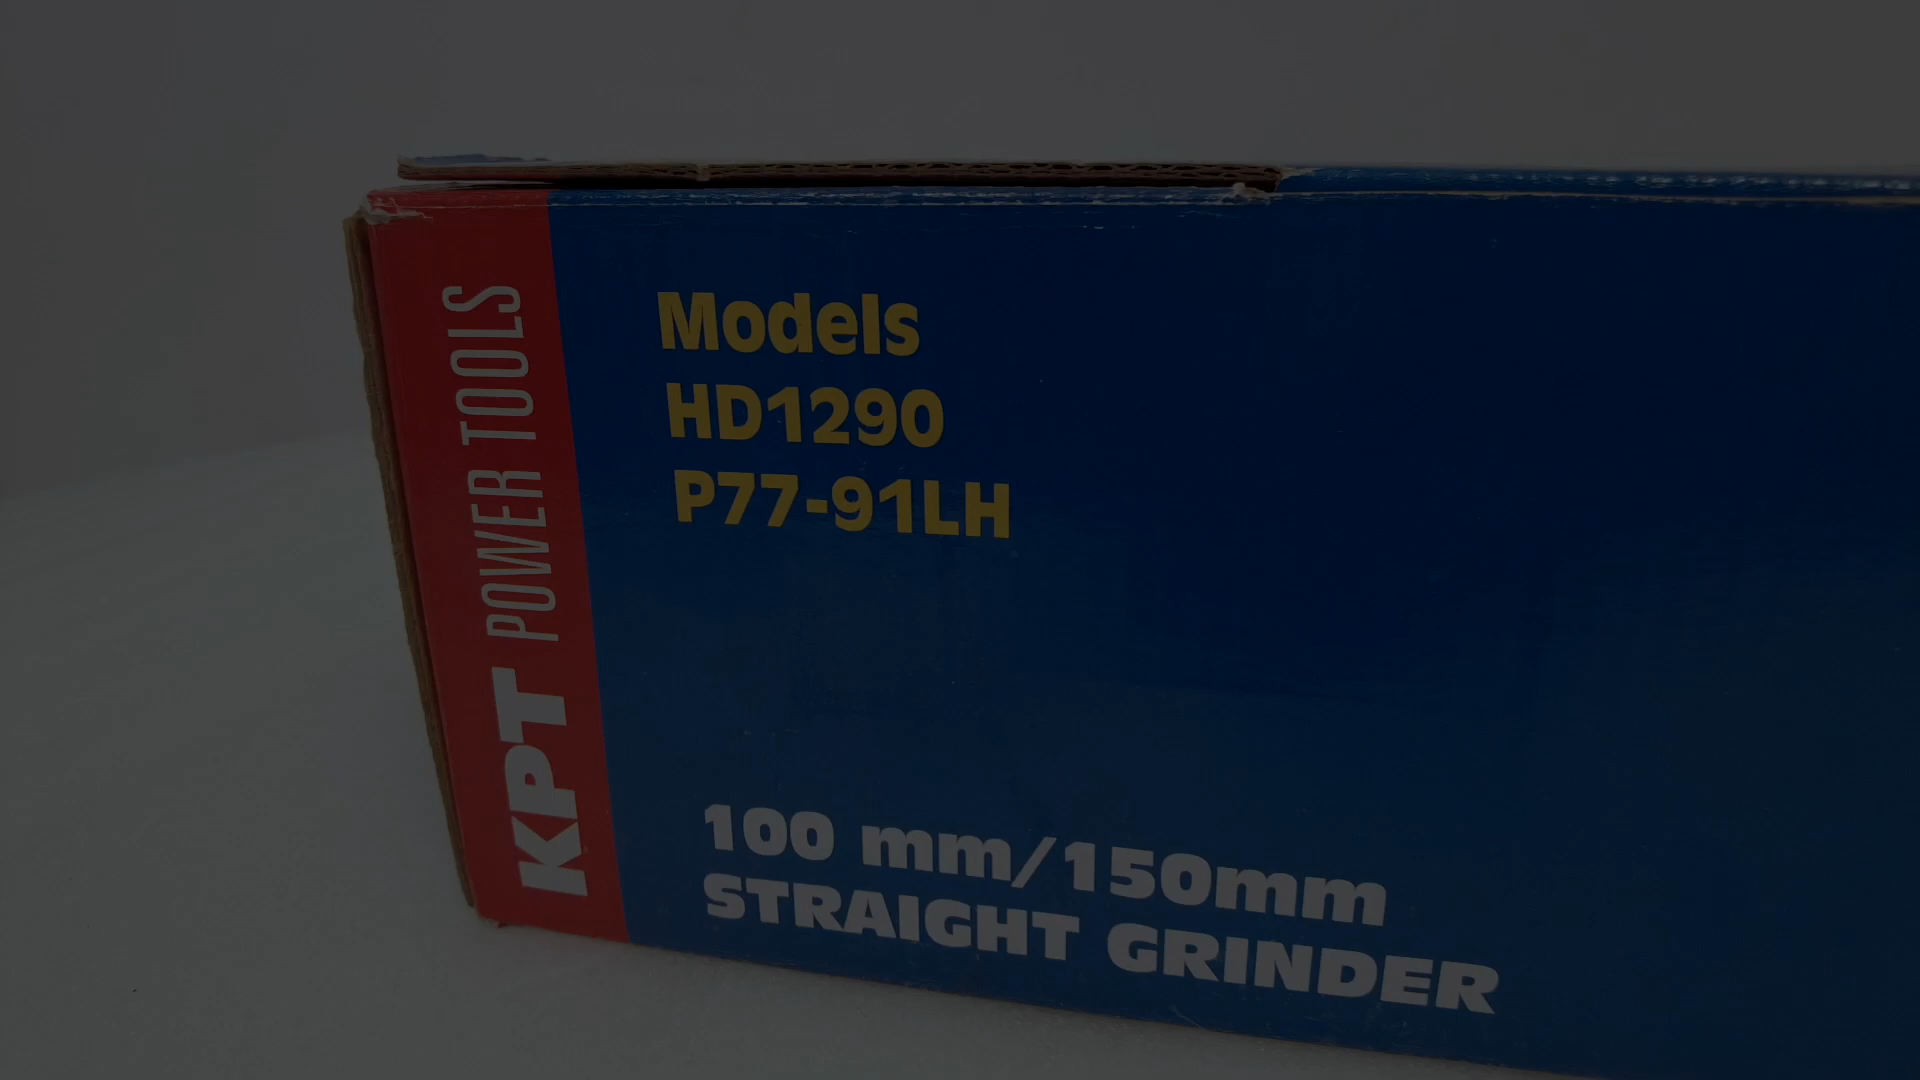 KPT POWER TOOLS
Models
HD1290
P77-91LH
100 mm/150mm
STRAIGHT GRINDER